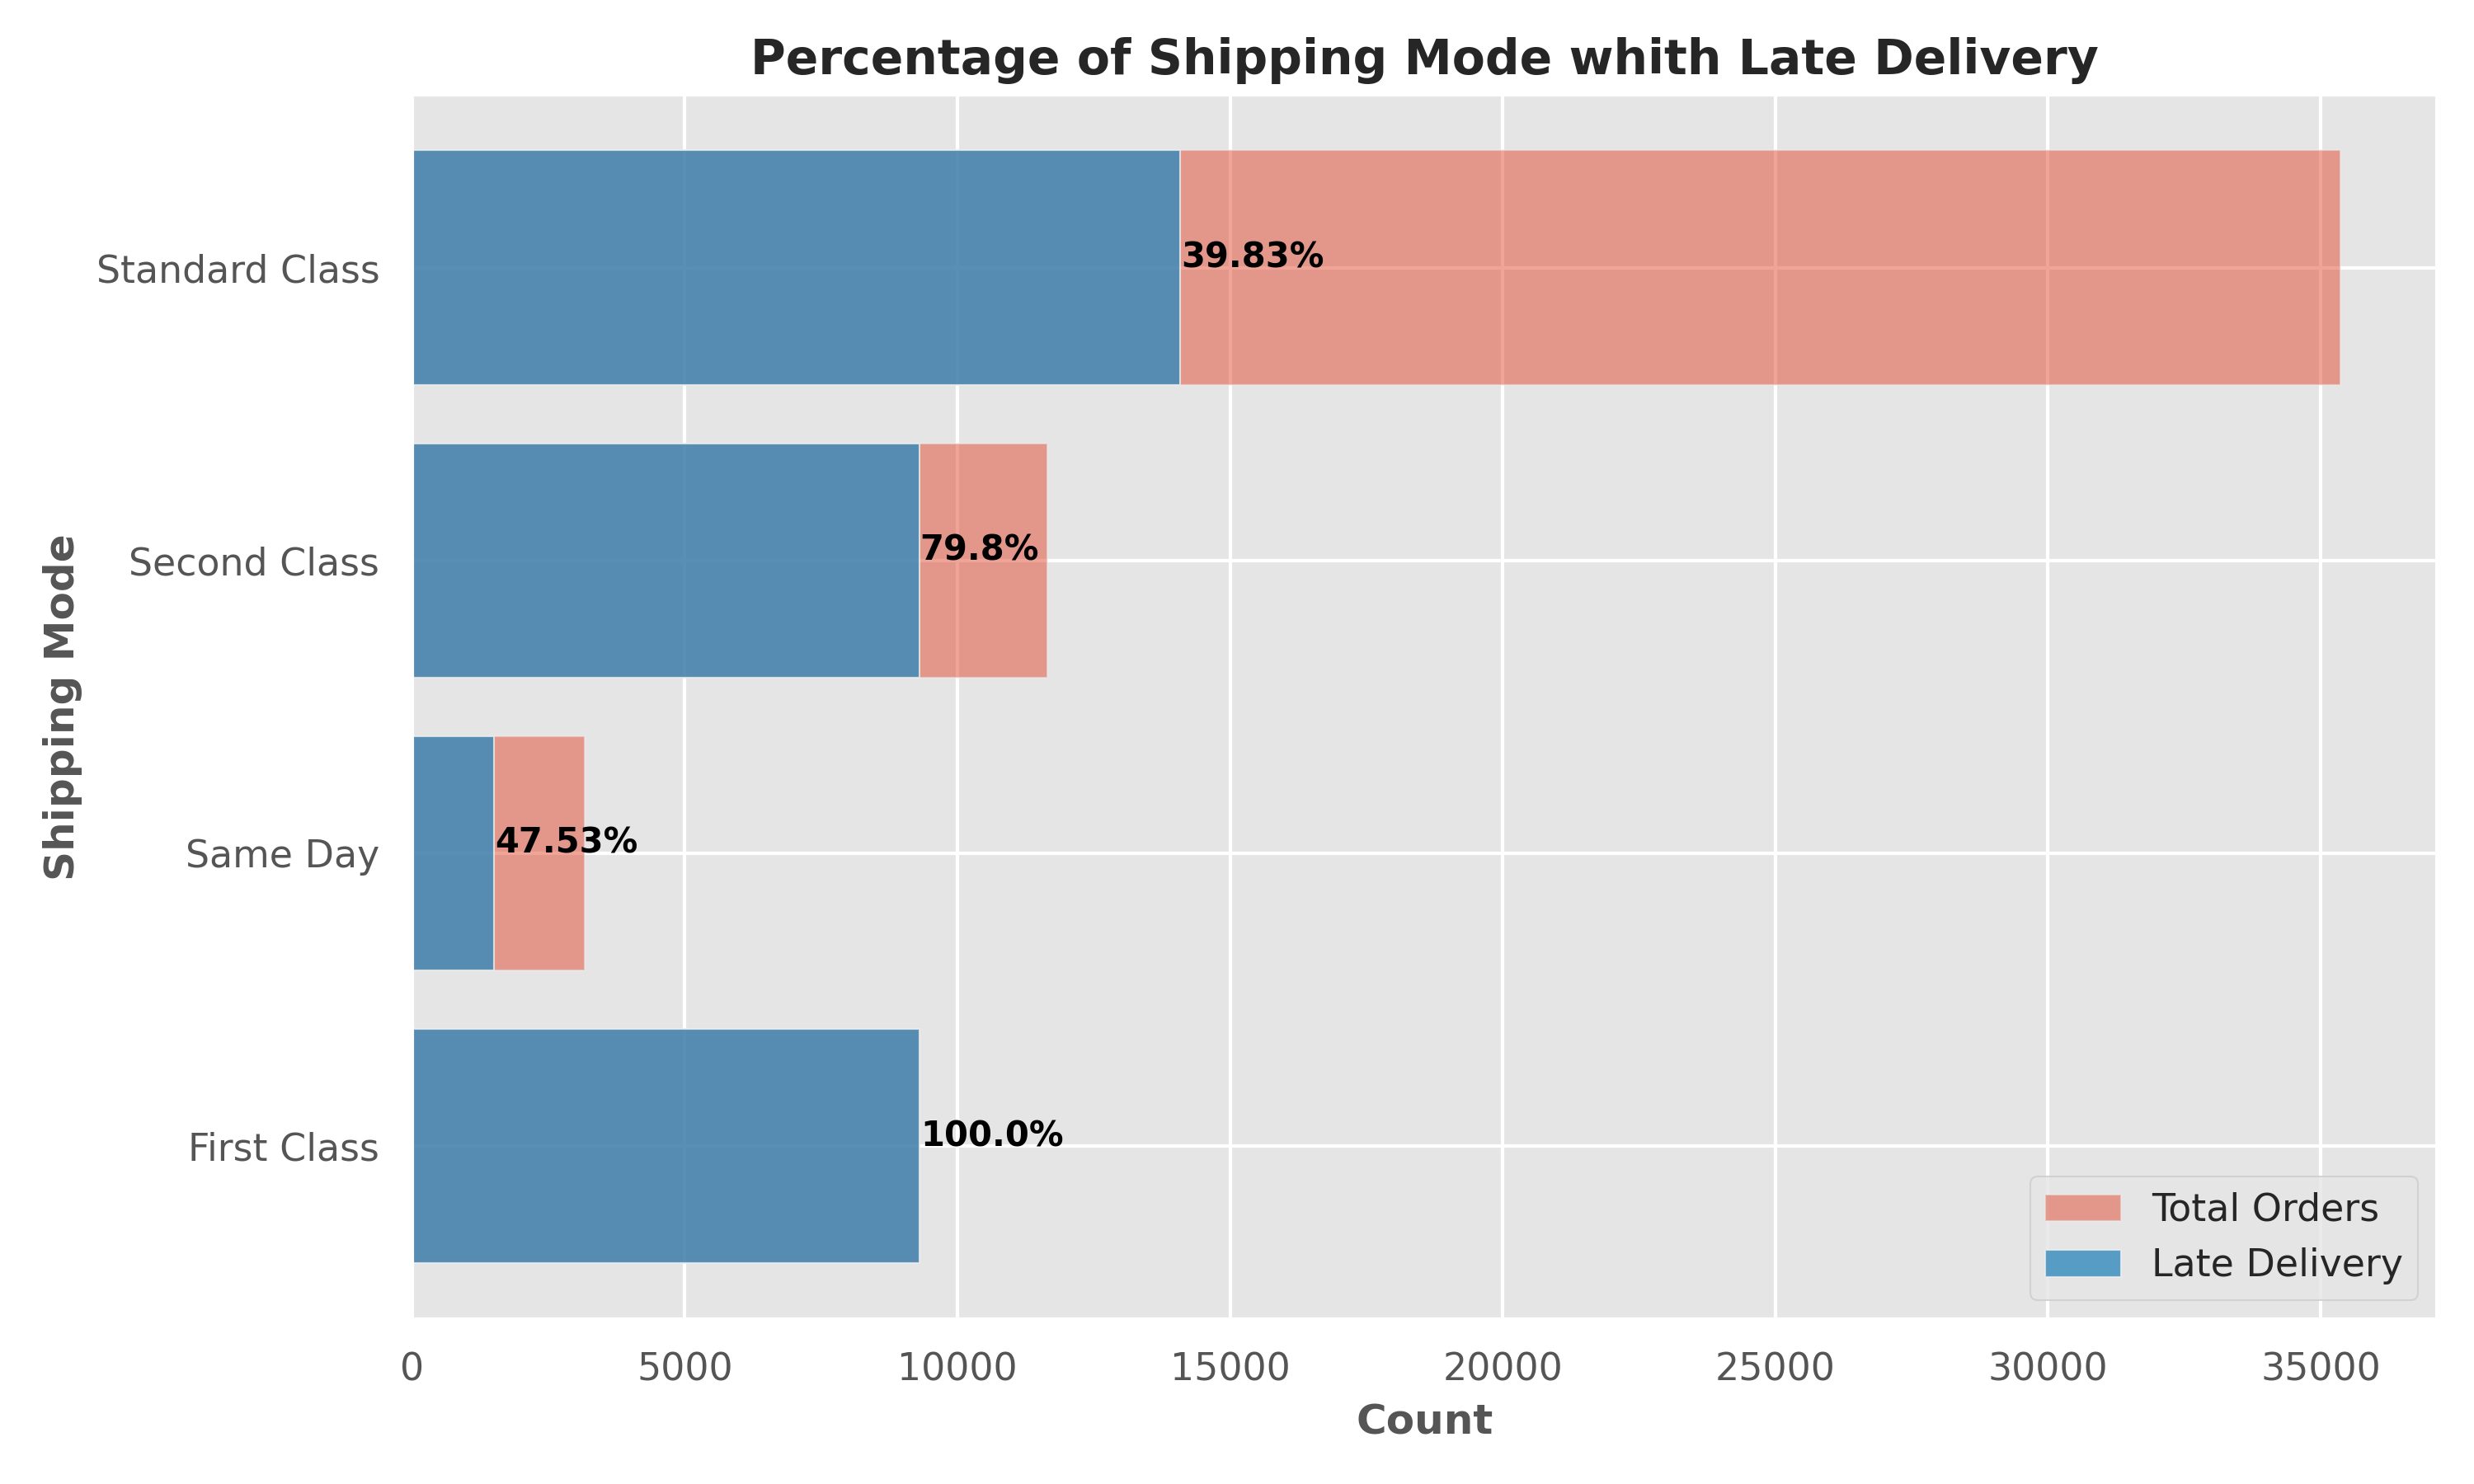 Percentage of Shipping Mode whith Late Delivery
Shipping Mode
Standard Class
39.83%
Second Class
79.8%
Same Day
47.53%
First Class
100.0%
Total Orders
Late Delivery
0 5000 10000 15000 20000 25000 30000 35000
Count